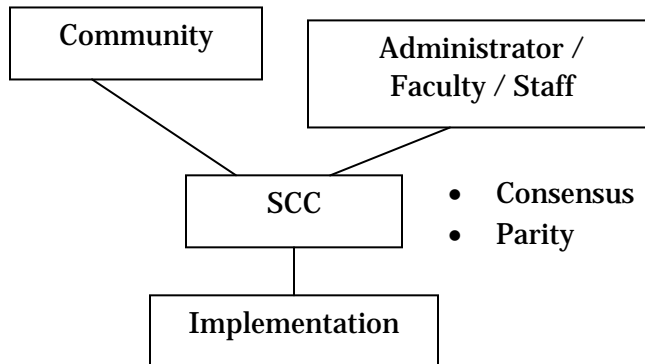 Community
Administrator /
Faculty / Staff
SCC
• Consensus
• Parity
Implementation